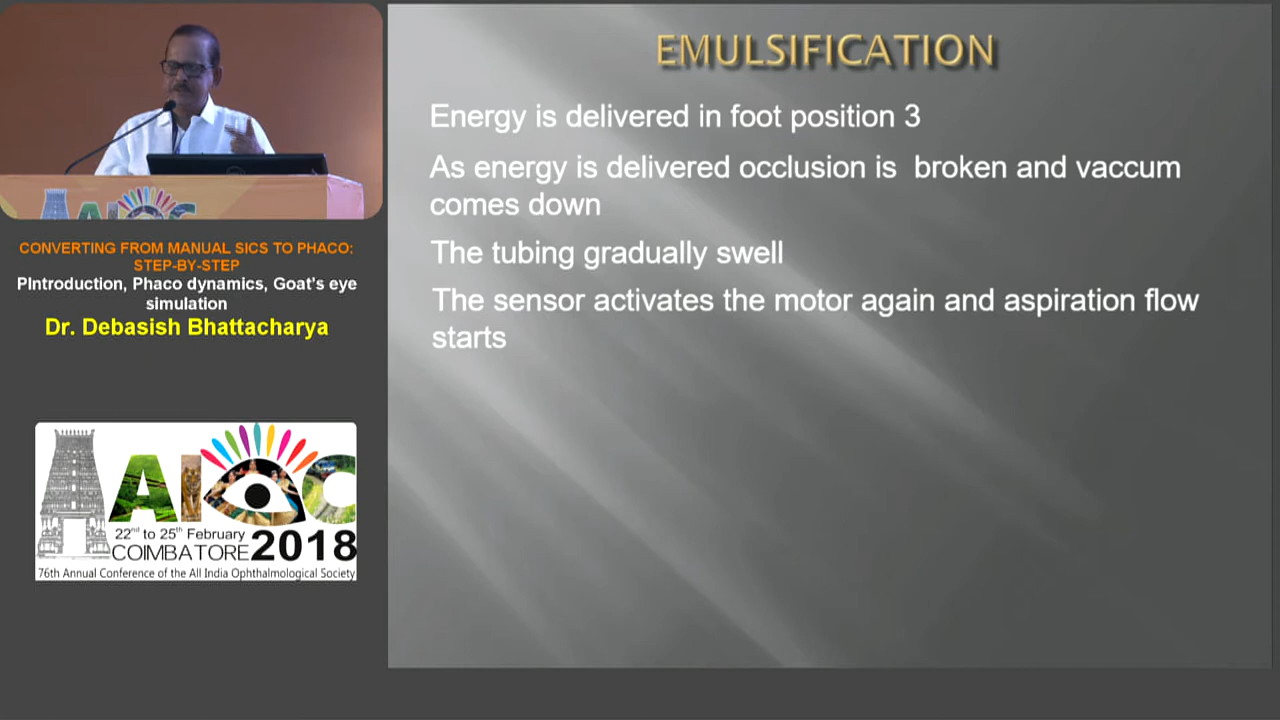 EMULSIFICATION
Energy is delivered in foot position 3
As energy is delivered occlusion is broken and vaccum
comes down
The tubing gradually swell
The sensor activates the motor again and aspiration flow
starts
CONVERTING FROM MANUAL SICS TO PHACO:
STEP-BY-STEP
PIntroduction, Phaco dynamics, Goat's eye
simulation
Dr. Debasish Bhattacharya
AIOC
22nd to 25th February
COIMBATORE 2018
76th Annual Conference of the All India Ophthalmological Society